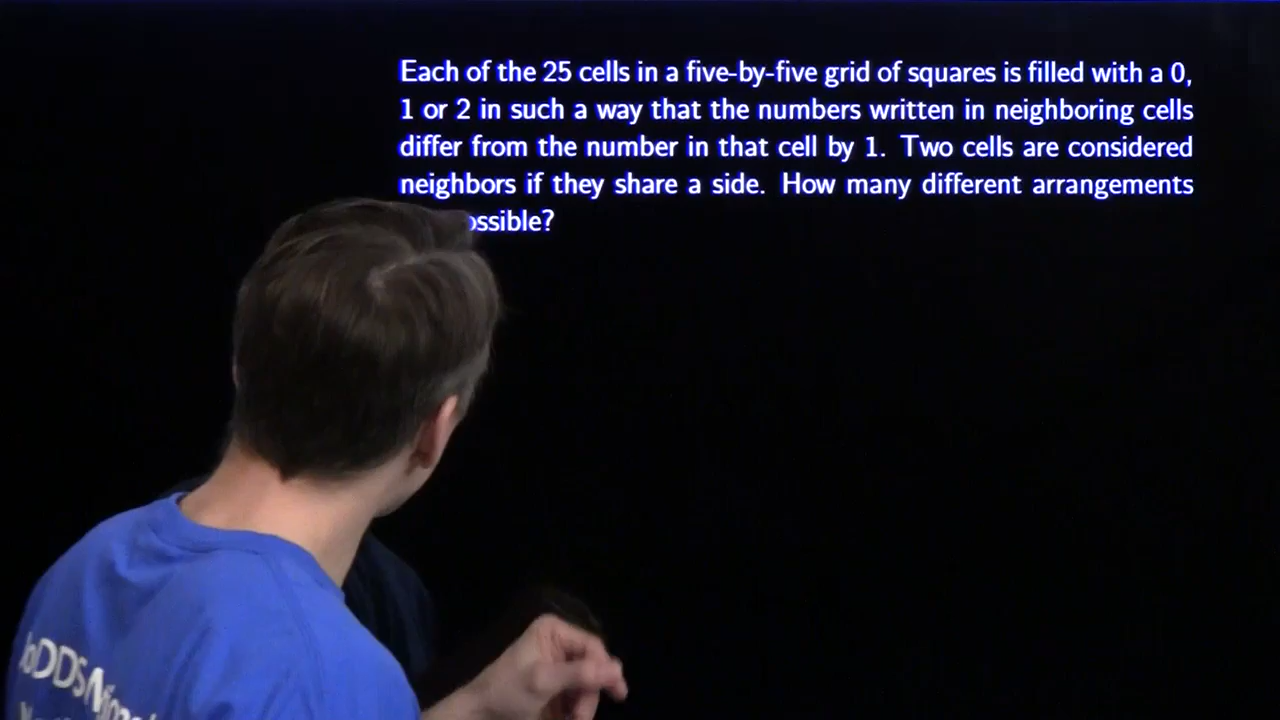 Each of the 25 cells in a five-by-five grid of squares is filled with a 0,
1 or 2 in such a way that the numbers written in neighboring cells
differ from the number in that cell by 1. Two cells are considered
neighbors if they share a side. How many different arrangements
ossible?